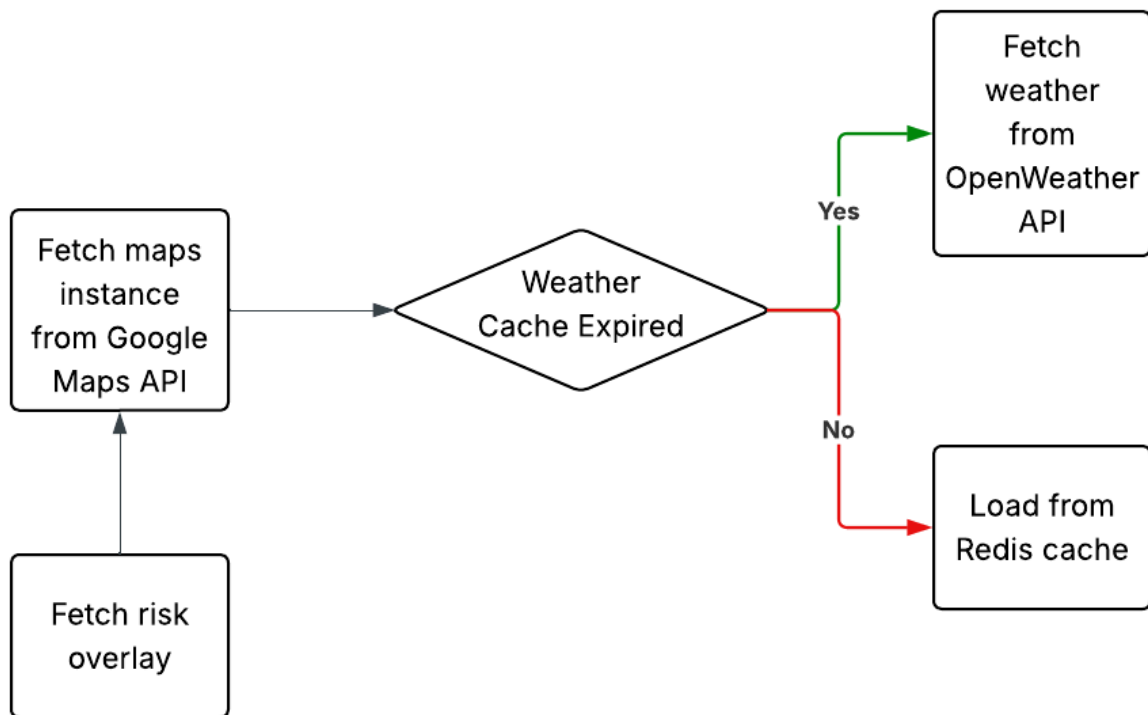 Fetch
weather
from
OpenWeather
API
Yes
Fetch maps
instance
from Google
Maps API
Weather
Cache Expired
No
Load from
Redis cache
Fetch risk
overlay